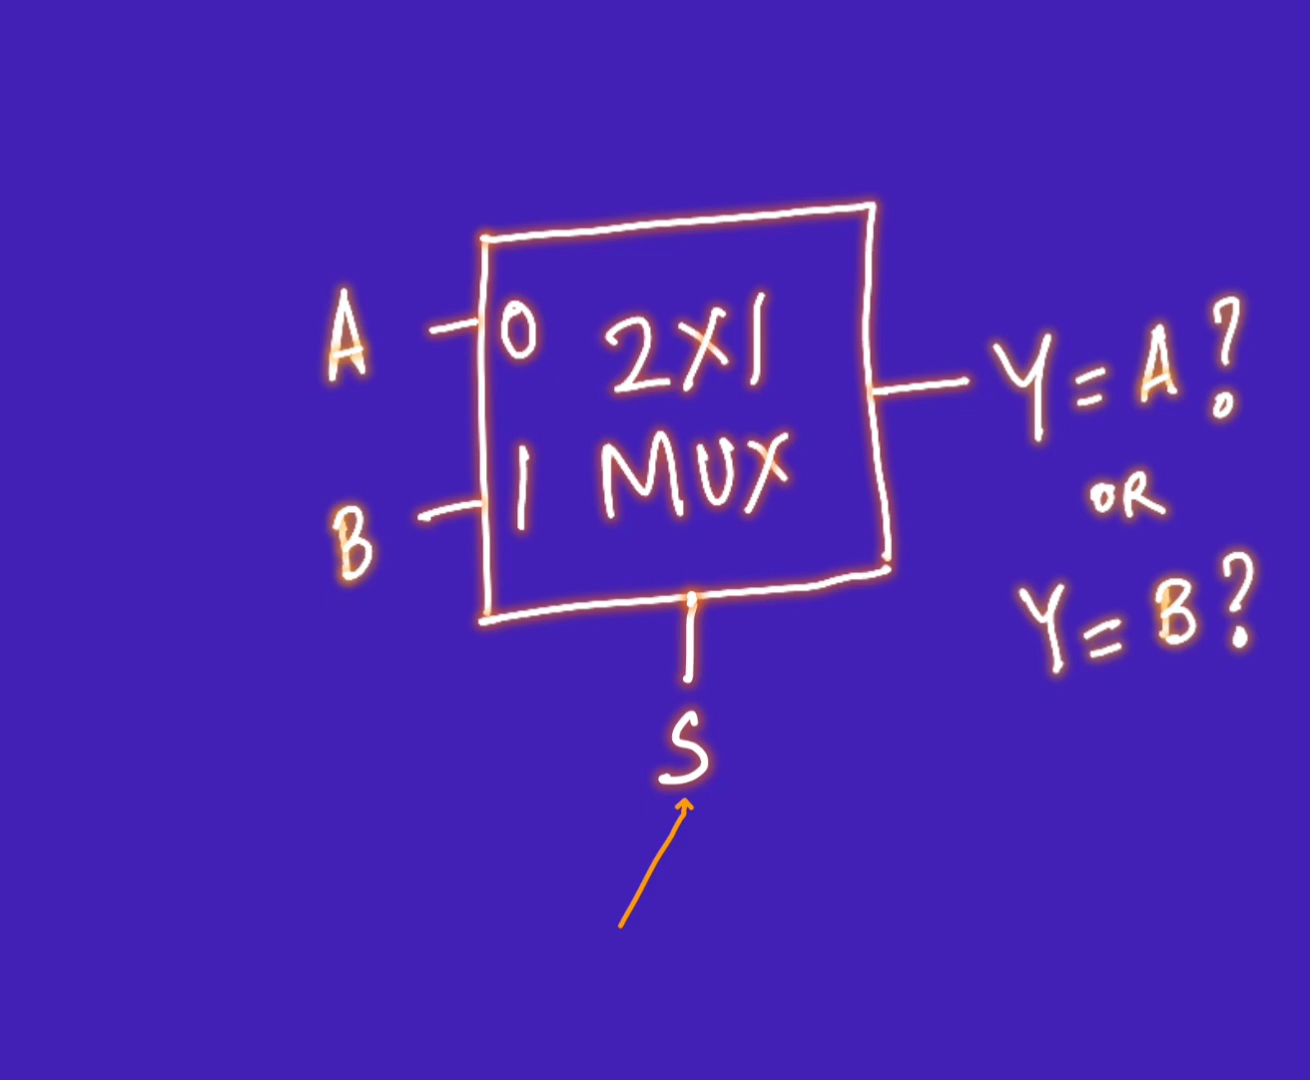 A
0
2X1
1
MUX
B
Y = A ?
OR
Y = B ?
S